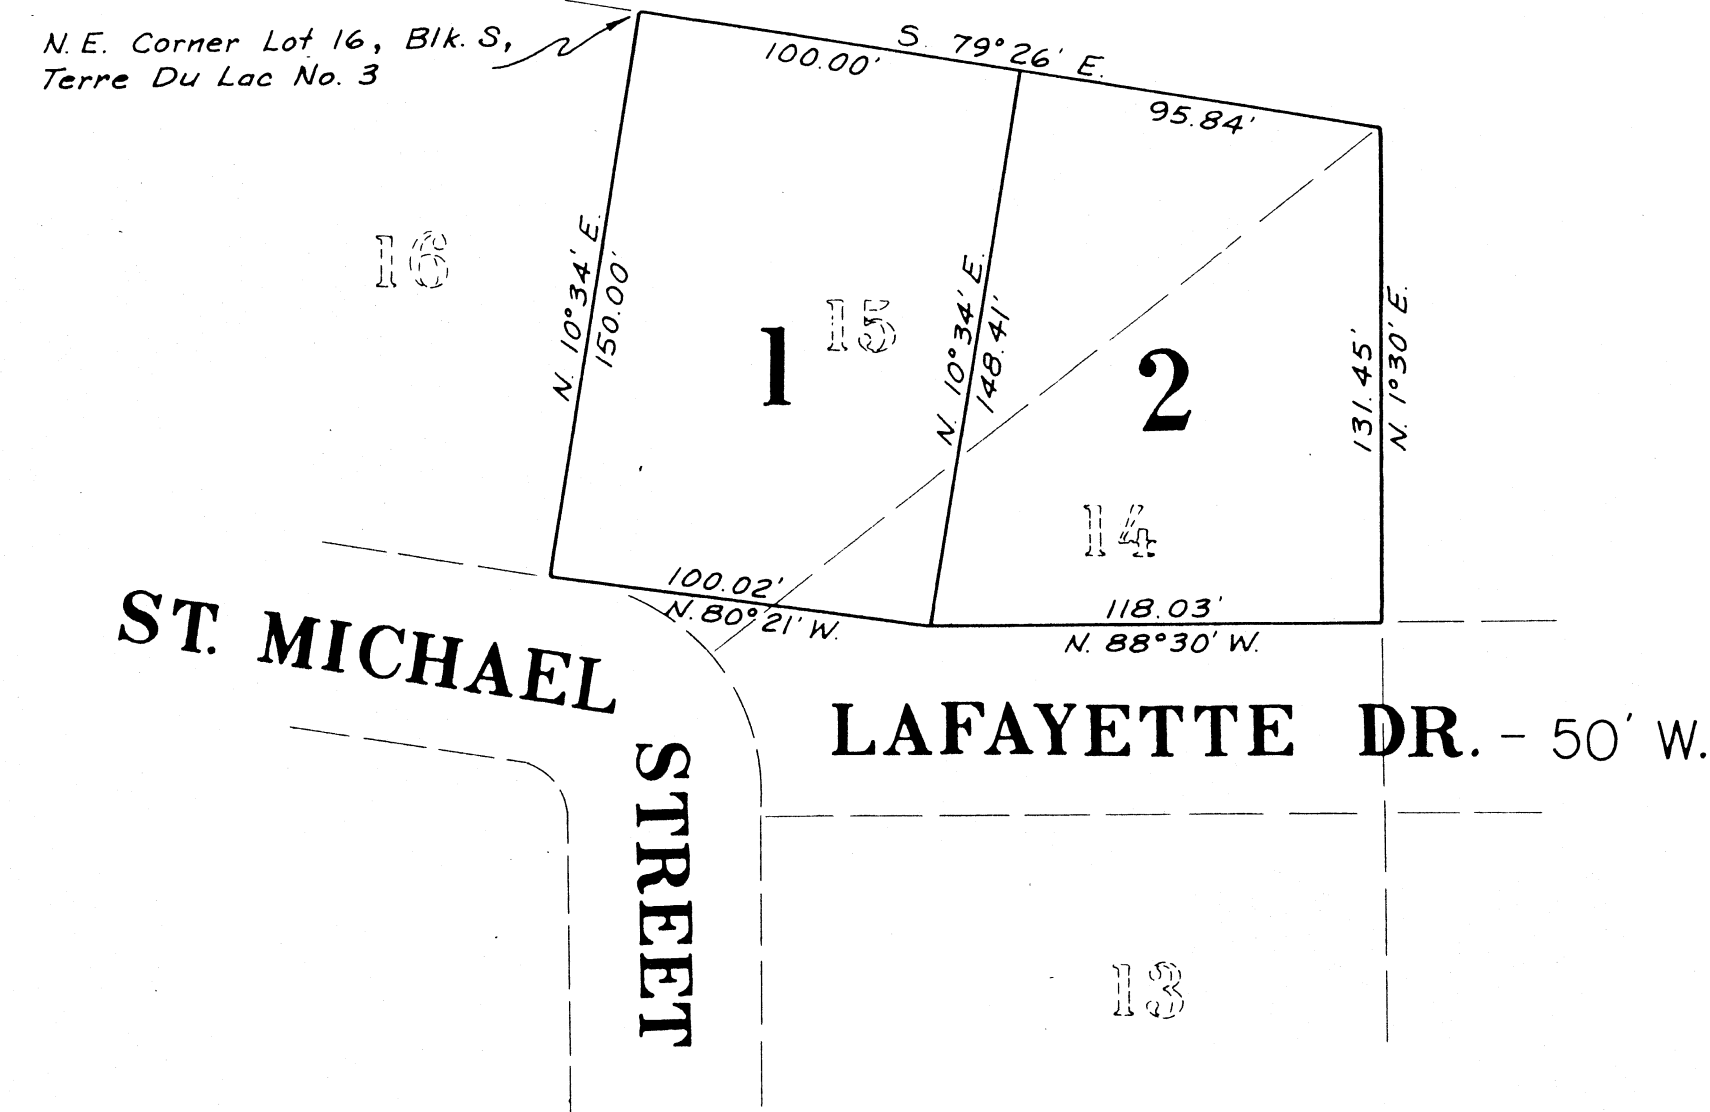 N. E. Corner Lot 16, Blk. S,
Terre Du Lac No. 3
S. 79° 26' E.
100.00'
95.84'
N. 10° 34' E.
150.00'
16
1
15
N. 10° 34' E.
148.41'
2
131.45'
N. 1° 30' E.
14
100.02'
N. 80° 21' W.
118.03'
N. 88° 30' W.
ST. MICHAEL
STREET
LAFAYETTE DR. - 50' W.
13